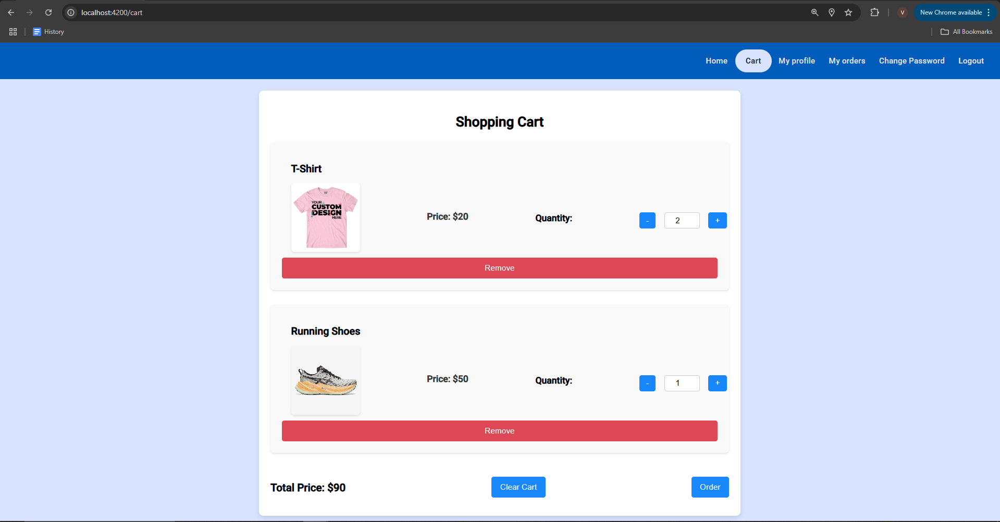 localhost:4200/cart
V
New Chrome available
History
All Bookmarks
Home
Cart
My profile
My orders
Change Password
Logout
Shopping Cart
T-Shirt
YOUR
CUSTOM
DESIGN
HERE
Price: $20
Quantity:
-
2
+
Remove
Running Shoes
Price: $50
Quantity:
-
1
+
Remove
Total Price: $90
Clear Cart
Order